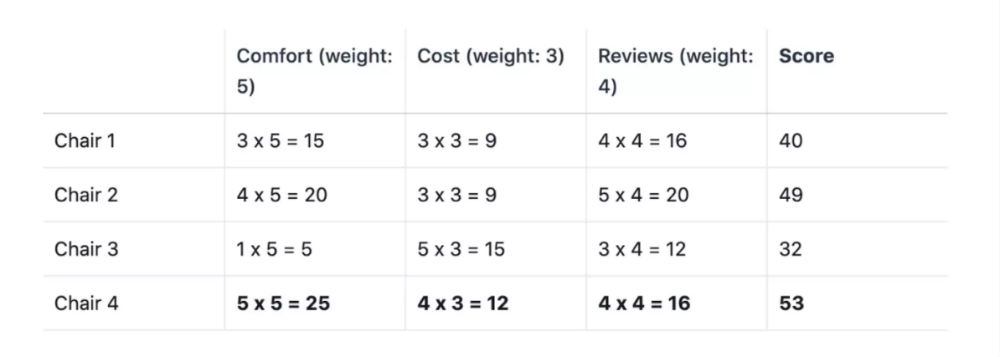 Comfort (weight: 5) Cost (weight: 3) Reviews (weight: 4) Score
Chair 1 3 x 5 = 15 3 x 3 = 9 4 x 4 = 16 40
Chair 2 4 x 5 = 20 3 x 3 = 9 5 x 4 = 20 49
Chair 3 1 x 5 = 5 5 x 3 = 15 3 x 4 = 12 32
Chair 4 5 x 5 = 25 4 x 3 = 12 4 x 4 = 16 53